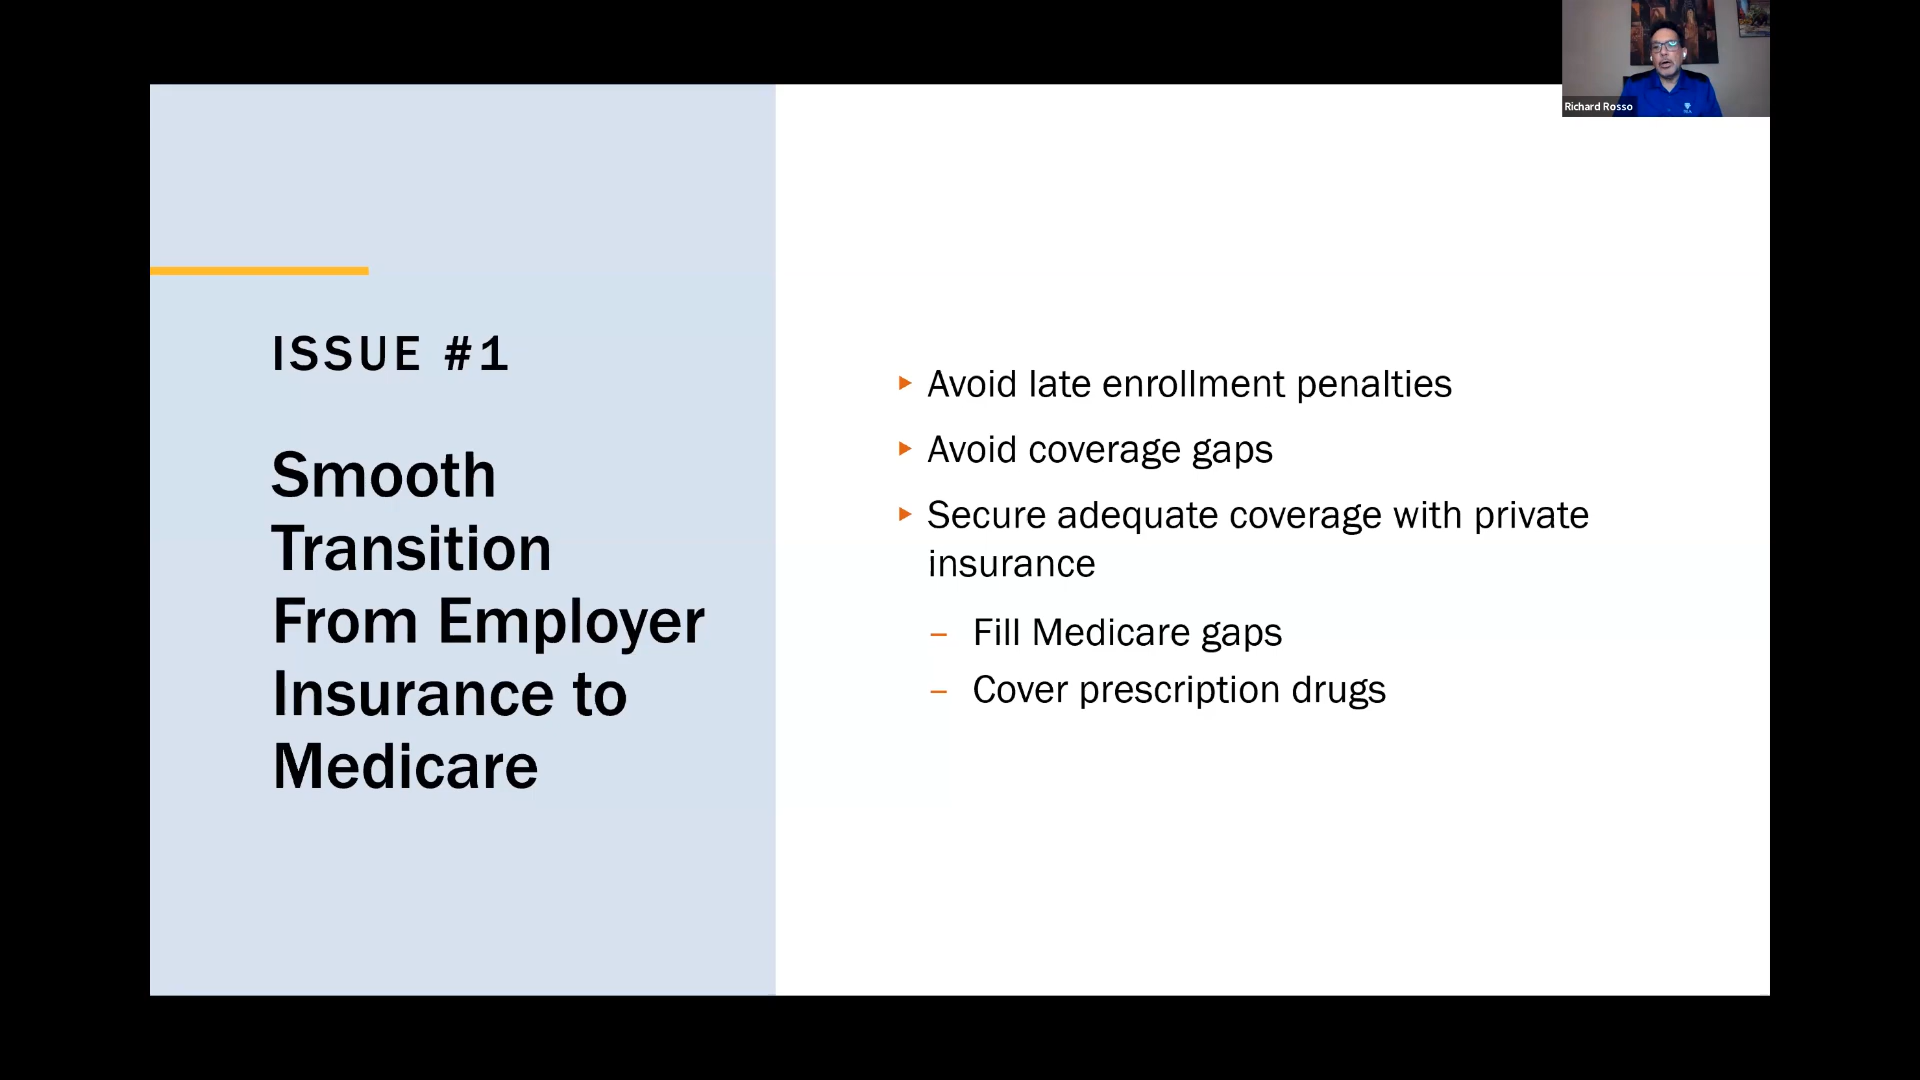 Richard Rosso
ISSUE #1
Smooth
Transition
From Employer
Insurance to
Medicare
▸ Avoid late enrollment penalties
▸ Avoid coverage gaps
▸ Secure adequate coverage with private
insurance
– Fill Medicare gaps
– Cover prescription drugs